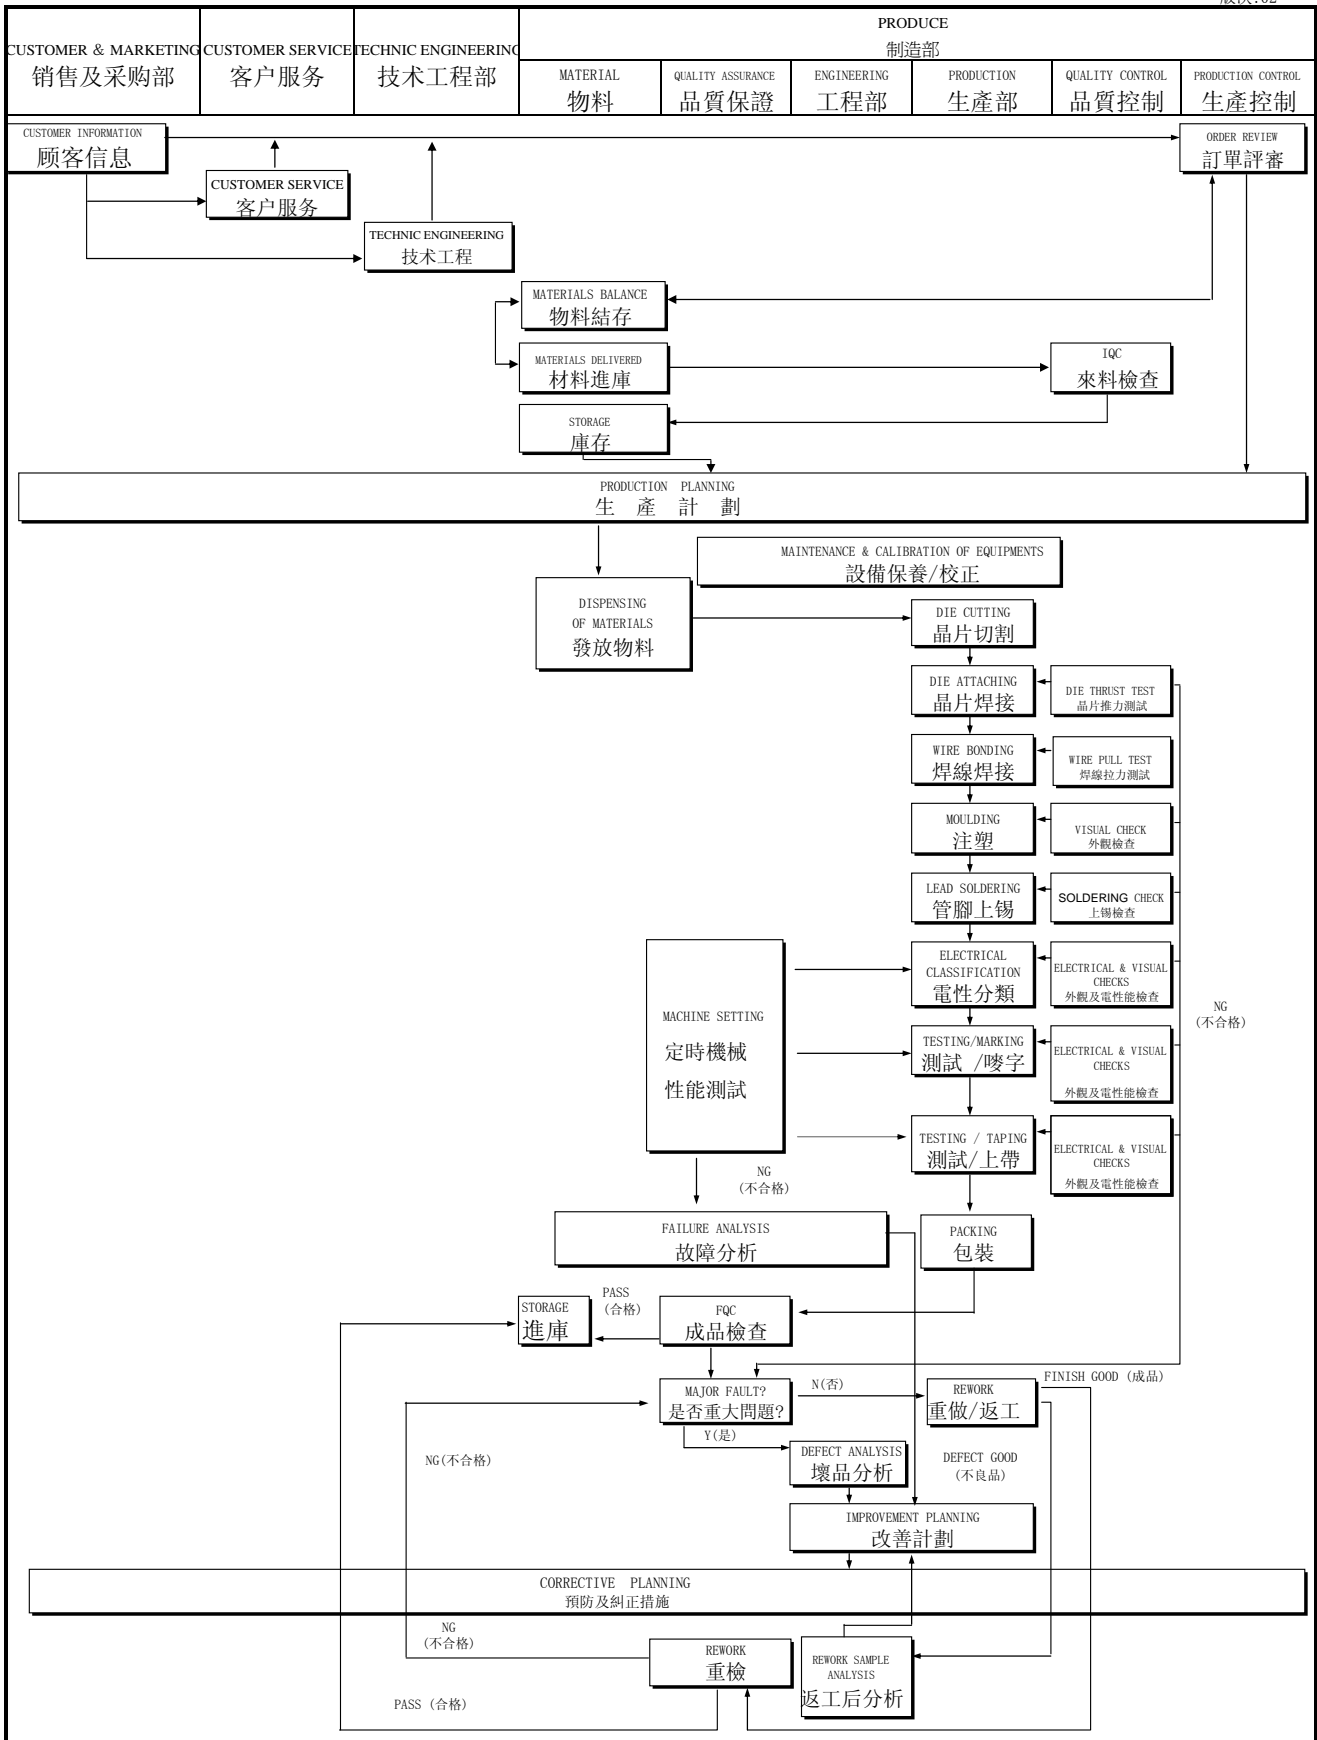 PRODUCE
制造部
CUSTOMER & MARKETING
销售及采购部
CUSTOMER SERVICE
客户服务
TECHNIC ENGINEERING
技术工程部
MATERIAL
物料
QUALITY ASSURANCE
品質保證
ENGINEERING
工程部
PRODUCTION
生產部
QUALITY CONTROL
品質控制
PRODUCTION CONTROL
生產控制
CUSTOMER INFORMATION
顾客信息
ORDER REVIEW
訂單評審
CUSTOMER SERVICE
客户服务
TECHNIC ENGINEERING
技术工程
MATERIALS BALANCE
物料結存
MATERIALS DELIVERED
材料進庫
IQC
來料檢查
STORAGE
庫存
PRODUCTION PLANNING
生 產 計 劃
MAINTENANCE & CALIBRATION OF EQUIPMENTS
設備保養/校正
DISPENSING
OF MATERIALS
發放物料
DIE CUTTING
晶片切割
DIE ATTACHING
晶片焊接
DIE THRUST TEST
晶片推力測試
WIRE BONDING
焊線焊接
WIRE PULL TEST
焊線拉力測試
MOULDING
注塑
VISUAL CHECK
外觀檢查
LEAD SOLDERING
管腳上锡
SOLDERING CHECK
上锡檢查
ELECTRICAL
CLASSIFICATION
電性分類
ELECTRICAL & VISUAL
CHECKS
外觀及電性能檢查
NG
(不合格)
MACHINE SETTING
定時機械
性能測試
TESTING/MARKING
測試 /嘜字
ELECTRICAL & VISUAL
CHECKS
外觀及電性能檢查
TESTING / TAPING
測試/上帶
ELECTRICAL & VISUAL
CHECKS
外觀及電性能檢查
NG
(不合格)
FAILURE ANALYSIS
故障分析
PACKING
包裝
STORAGE
進庫
PASS
(合格)
FQC
成品檢查
MAJOR FAULT?
是否重大問題?
N(否)
REWORK
重做/返工
FINISH GOOD (成品)
Y(是)
NG(不合格)
DEFECT ANALYSIS
壞品分析
DEFECT GOOD
(不良品)
IMPROVEMENT PLANNING
改善計劃
CORRECTIVE PLANNING
預防及糾正措施
NG
(不合格)
REWORK
重檢
REWORK SAMPLE
ANALYSIS
返工后分析
PASS (合格)